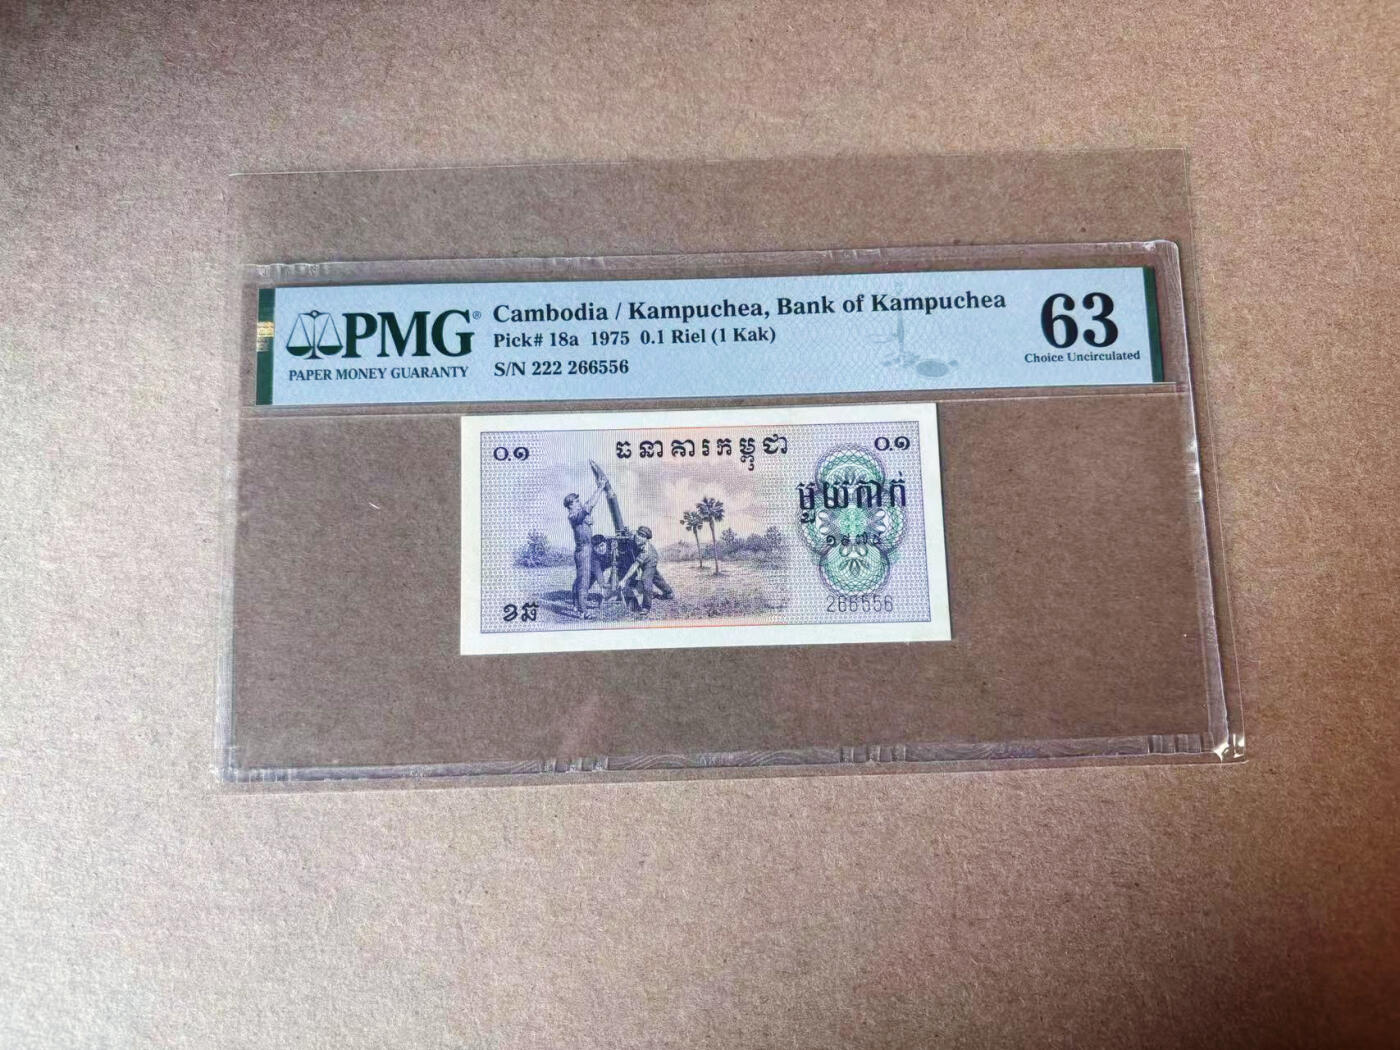 PMG®
PAPER MONEY GUARANTY
Cambodia / Kampuchea, Bank of Kampuchea
Pick# 18a 1975 0.1 Riel (1 Kak)
S/N 222 266556
63
Choice Uncirculated
០.១
ធនាគារកម្ពុជា
០.១
មួយកាក់
១៩៧៥
266556